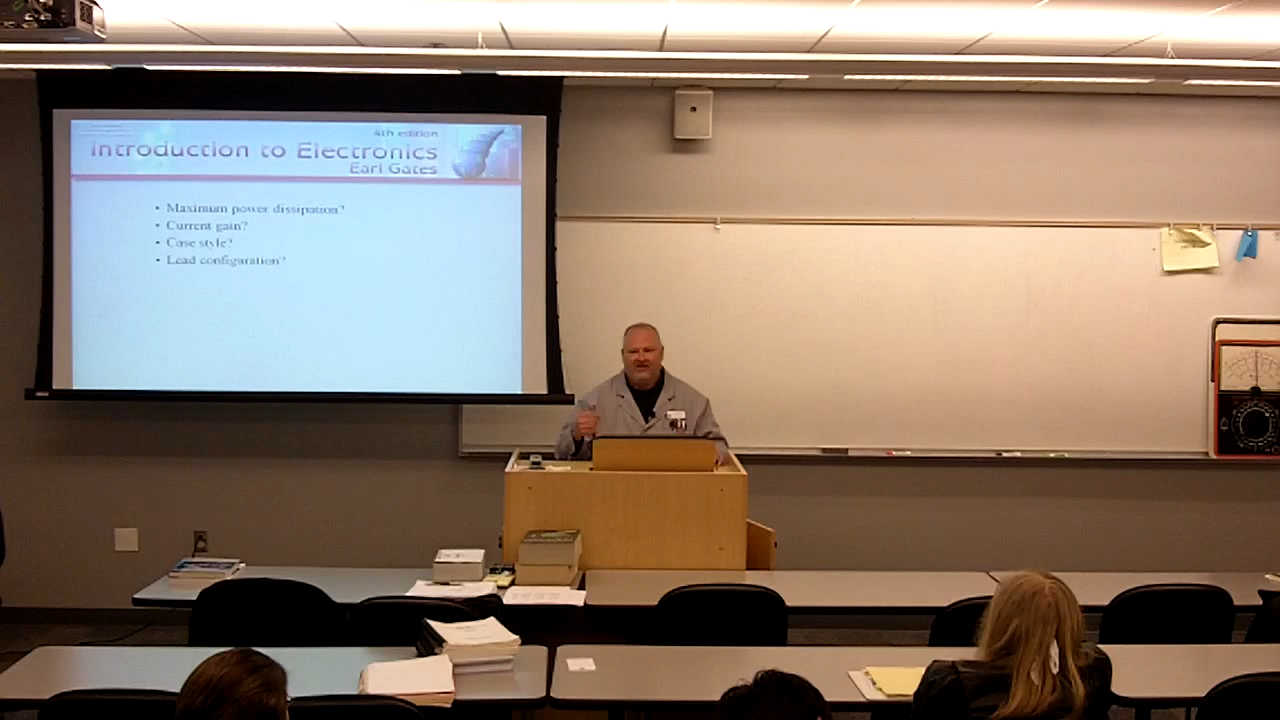 4th edition
Introduction to Electronics
Earl Gates
• Maximum power dissipation?
• Current gain?
• Case style?
• Lead configuration?